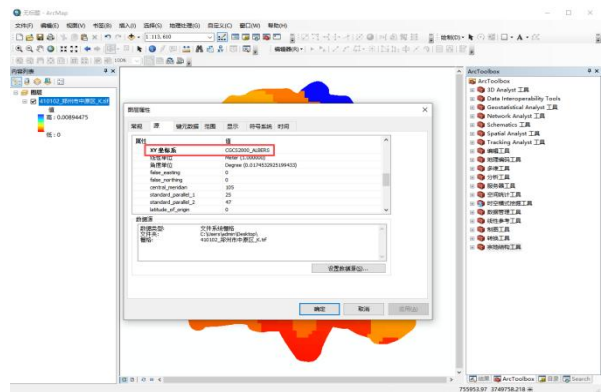 无标题 - ArcMap
文件(F) 编辑(E) 视图(V) 书签(B) 插入(I) 选择(S) 地理处理(G) 自定义(C) 窗口(W) 帮助(H)
1:113,600
绘制(D)
编辑器(R)
100%
内容列表
图层
410102_郑州市中原区_K.tif
值
高 : 0.00894475
低 : 0
图层属性
常规 源 键元数据 范围 显示 符号系统 时间
属性 值
XY 坐标系 CGCS2000_ALBERS
线性单位 Meter (1.000000)
角度单位 Degree (0.0174532925199433)
false_easting 0
false_northing 0
central_meridian 105
standard_parallel_1 25
standard_parallel_2 47
latitude_of_origin 0
数据源
数据类型: 文件系统栅格
文件夹: C:\Users\admin\Desktop\
栅格: 410102_郑州市中原区_K.tif
设置数据源(S)...
确定 取消 应用(A)
ArcToolbox
ArcToolbox
3D Analyst 工具
Data Interoperability Tools
Geostatistical Analyst 工具
Network Analyst 工具
Schematics 工具
Spatial Analyst 工具
Tracking Analyst 工具
编辑工具
地理编码工具
多维工具
分析工具
服务器工具
空间统计工具
时空模式挖掘工具
数据管理工具
线性参考工具
制图工具
转换工具
宗地结构工具
ArcToolbox 目录 Search
755953.97 3749758.218 米